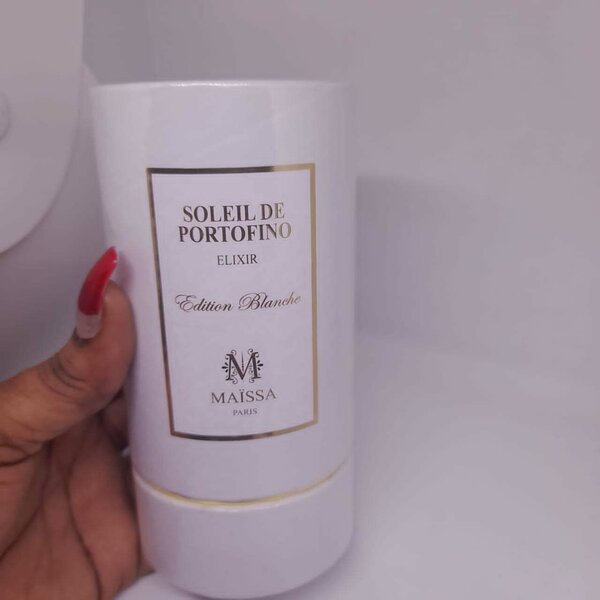 SOLEIL DE
PORTOFINO
ELIXIR
Edition Blanche
M
MAÏSSA
PARIS